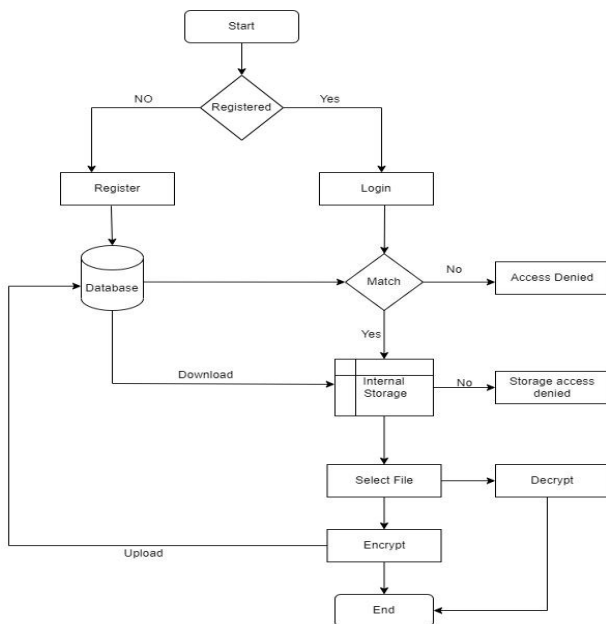 Start
Registered
NO
Yes
Register
Login
Database
Match
No
Access Denied
Yes
Download
Internal
Storage
No
Storage access
denied
Select File
Decrypt
Encrypt
Upload
End